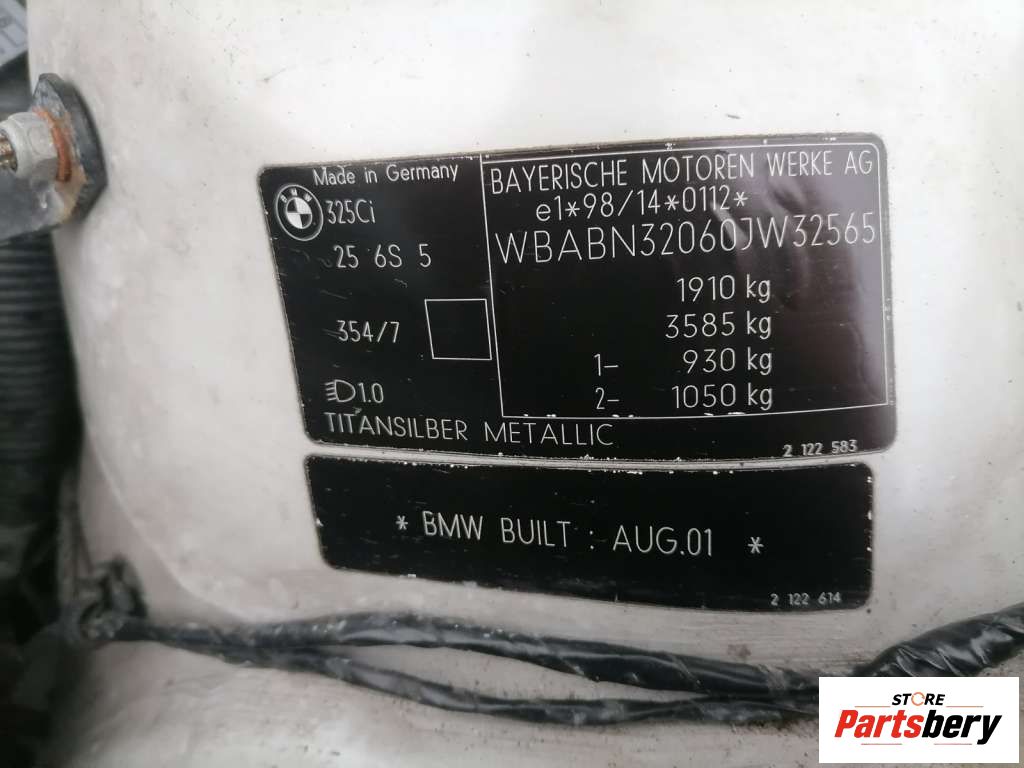 Made in Germany
BMW
325Ci
25 6S 5
354/7
1.0
TITANSILBER METALLIC
BAYERISCHE MOTOREN WERKE AG
e1*98/14*0112*
WBABN32060JW32565
1910 kg
3585 kg
1- 930 kg
2- 1050 kg
2 122 583
* BMW BUILT : AUG.01 *
2 122 614
STORE
Partsbery